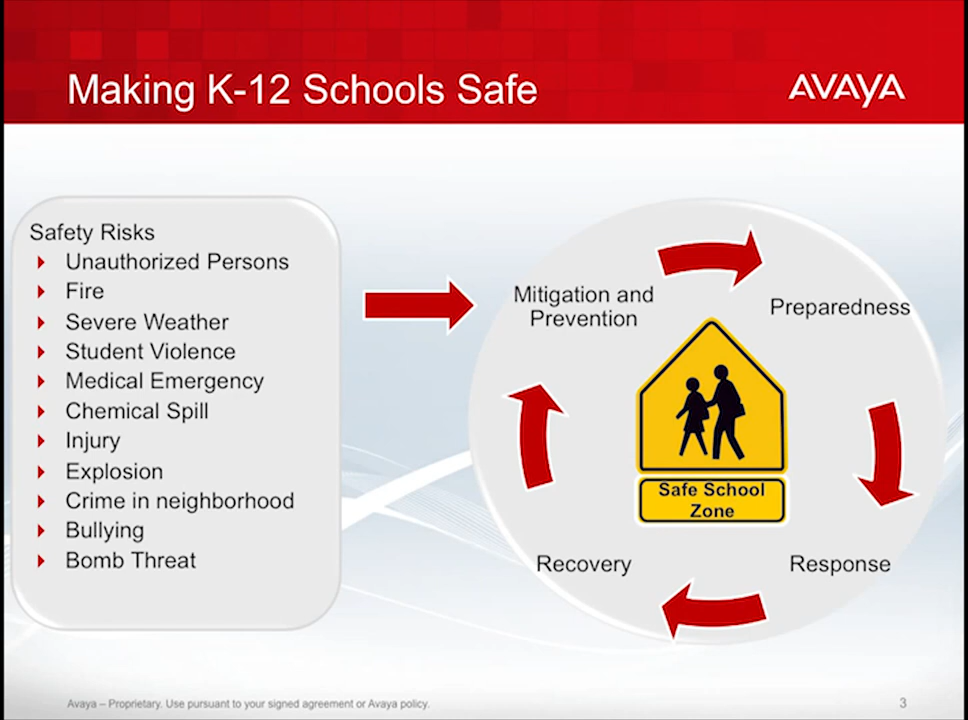 Making K-12 Schools Safe
AVAYA
Safety Risks
Unauthorized Persons
Fire
Severe Weather
Student Violence
Medical Emergency
Chemical Spill
Injury
Explosion
Crime in neighborhood
Bullying
Bomb Threat
Mitigation and
Prevention
Preparedness
Safe School
Zone
Recovery
Response
Avaya – Proprietary. Use pursuant to your signed agreement or Avaya policy.
3